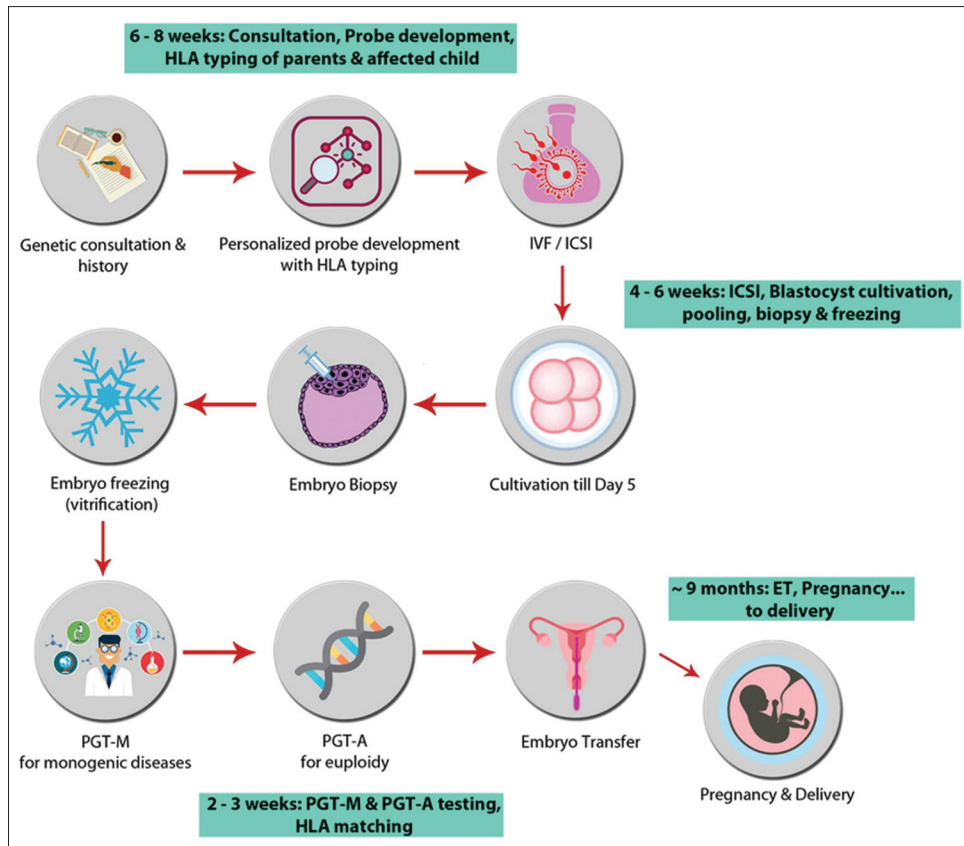 6 - 8 weeks: Consultation, Probe development,
HLA typing of parents & affected child
Genetic consultation &
history
Personalized probe development
with HLA typing
IVF / ICSI
4 - 6 weeks: ICSI, Blastocyst cultivation,
pooling, biopsy & freezing
Embryo freezing
(vitrification)
Embryo Biopsy
Cultivation till Day 5
~ 9 months: ET, Pregnancy...
to delivery
PGT-M
for monogenic diseases
PGT-A
for euploidy
Embryo Transfer
Pregnancy & Delivery
2 - 3 weeks: PGT-M & PGT-A testing,
HLA matching